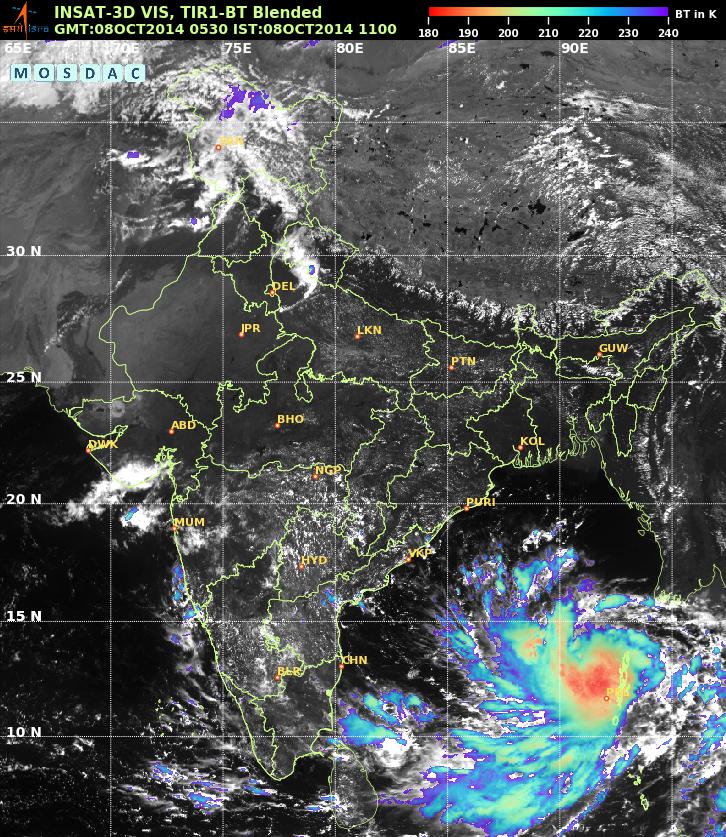 INSAT-3D VIS, TIR1-BT Blended
GMT:08OCT2014 0530 IST:08OCT2014 1100
BT in K
180 190 200 210 220 230 240
65E 70E 75E 80E 85E 90E
M O S D A C
30 N
DEL
JPR LKN GUW
PTN
25 N
ABD BHO
DWK KOL
NGP
20 N PURI
MUM
HYD VKP
15 N
BLR CHN
10 N